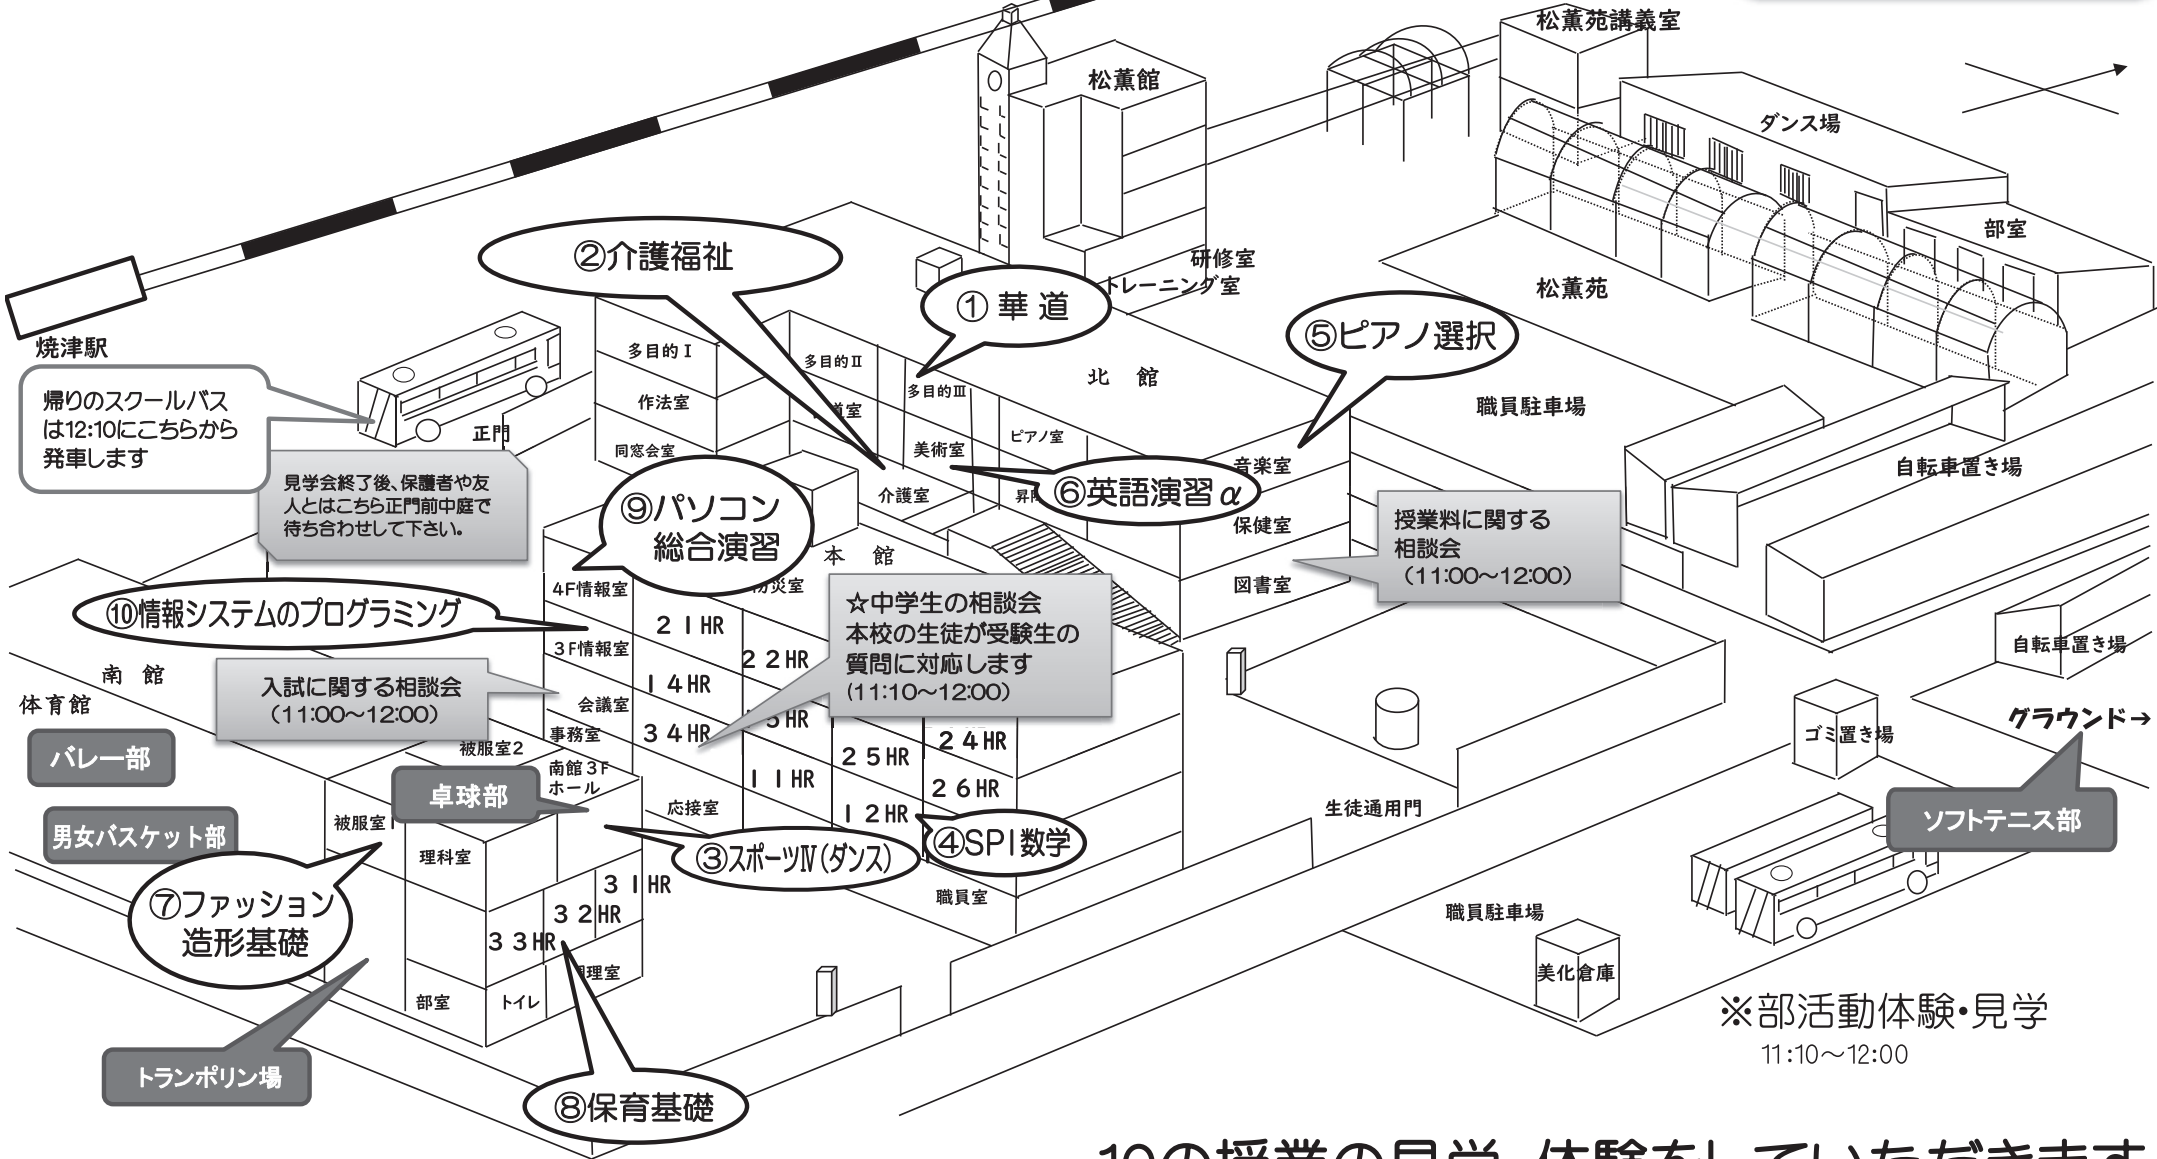 松薫苑講義室
松薫館
ダンス場
部室
研修室
トレーニング室
松薫苑
②介護福祉
①華道
⑤ピアノ選択
焼津駅
帰りのスクールバス
は12:10にこちらから
発車します
正門
見学会終了後、保護者や友
人とはこちら正門前中庭で
待ち合わせして下さい。
多目的Ⅰ
作法室
同窓会室
多目的Ⅱ
多目的Ⅲ
美術室
ピアノ室
介護室
北館
職員駐車場
自転車置き場
⑥英語演習α
音楽室
保健室
図書室
授業料に関する
相談会
(11:00～12:00)
⑨パソコン
総合演習
本館
⑩情報システムのプログラミング
4F情報室
3F情報室
会議室
事務室
21HR
22HR
14HR
34HR
☆中学生の相談会
本校の生徒が受験生の
質問に対応します
(11:10～12:00)
入試に関する相談会
(11:00～12:00)
南館
体育館
バレー部
男女バスケット部
被服室2
南館3F
ホール
卓球部
応接室
11HR
25HR
12HR
24HR
26HR
③スポーツⅣ(ダンス)
④SPI数学
職員室
被服室1
理科室
31HR
32HR
33HR
部室
トイレ
⑦ファッション
造形基礎
トランポリン場
⑧保育基礎
生徒通用門
自転車置き場
グラウンド→
ゴミ置き場
ソフトテニス部
職員駐車場
美化倉庫
※部活動体験・見学
11:10～12:00
10の授業の見学、体験をしていただきます